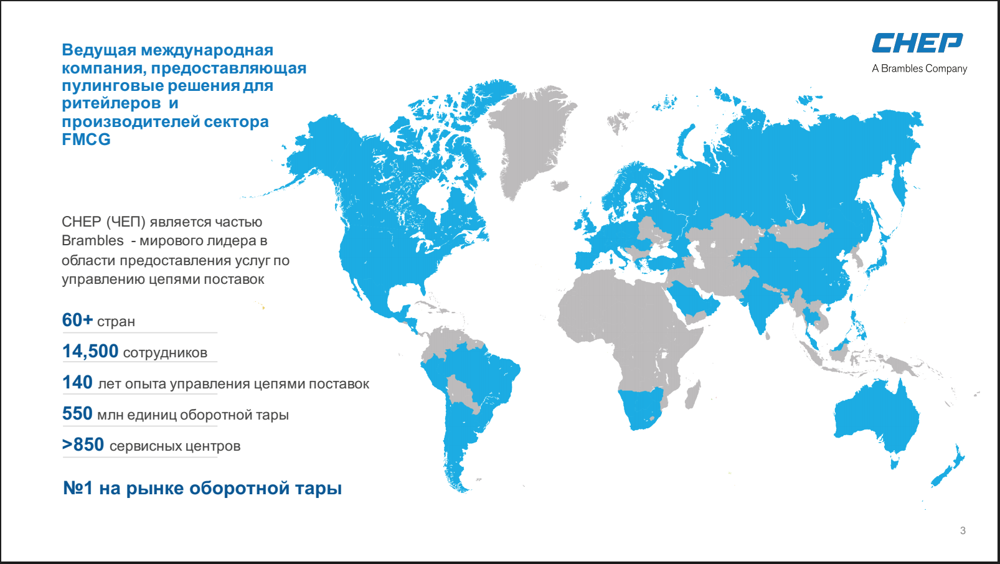 Ведущая международная
компания, предоставляющая
пулинговые решения для
ритейлеров и
производителей сектора
FMCG
CHEP
A Brambles Company
CHEP (ЧЕП) является частью
Brambles - мирового лидера в
области предоставления услуг по
управлению цепями поставок
60+ стран
14,500 сотрудников
140 лет опыта управления цепями поставок
550 млн единиц оборотной тары
>850 сервисных центров
№1 на рынке оборотной тары
3